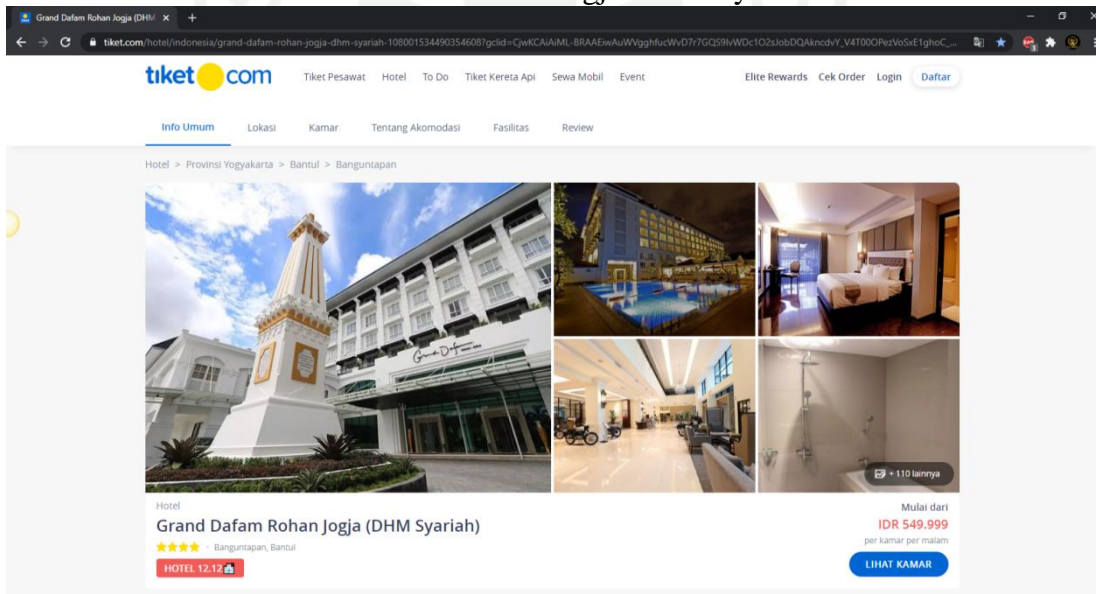 Grand Dafam Rohan Jogja (DHM
tiket.com/hotel/indonesia/grand-dafam-rohan-jogja-dhm-syariah-108001534490354608?gclid=CjwKCAiAiML-BRAAEiwAuWVgghfucWvD7r7GQS9IvWDc1O2sJobDQAkncdvY_V4T00OPezVoSxE1ghoC_...
tiket com Tiket Pesawat Hotel To Do Tiket Kereta Api Sewa Mobil Event Elite Rewards Cek Order Login Daftar
Info Umum Lokasi Kamar Tentang Akomodasi Fasilitas Review
Hotel > Provinsi Yogyakarta > Bantul > Banguntapan
Grand Dafam
+ 110 lainnya
Hotel
Grand Dafam Rohan Jogja (DHM Syariah)
Banguntapan, Bantul
HOTEL 12.12
Mulai dari
IDR 549.999
per kamar per malam
LIHAT KAMAR